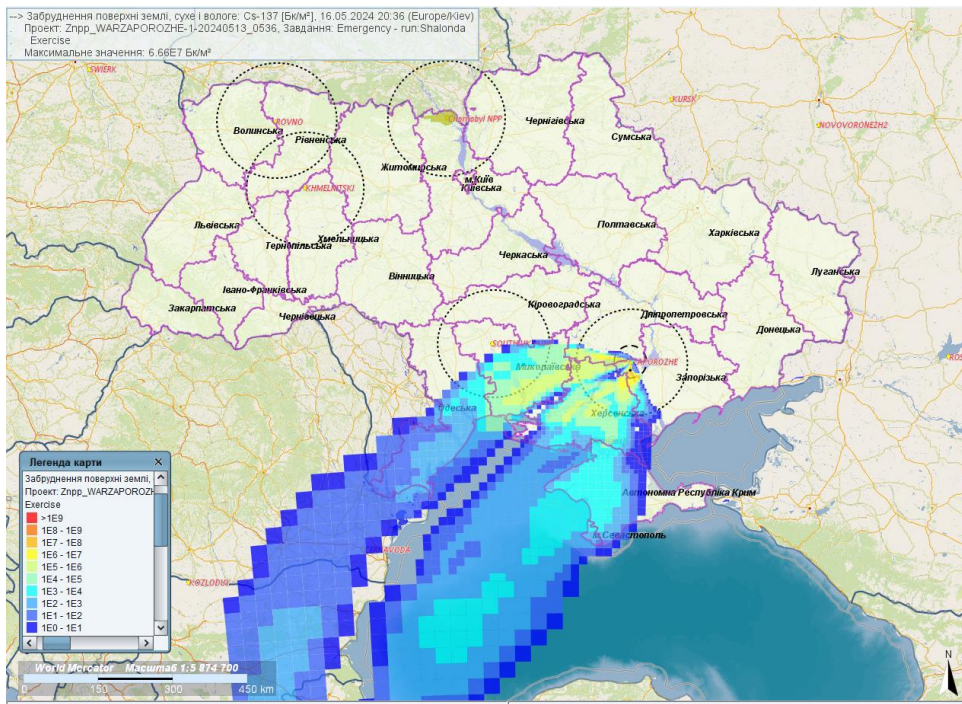 --> Забруднення поверхні землі, сухе і вологе: Cs-137 [Бк/м²], 16.05.2024 20:36 (Europe/Kiev)
Проект: Znpp_WARZAPOROZHE-1-20240513_0536, Завдання: Emergency - run:Shalonda
Exercise
Максимальне значення: 6.66E7 Бк/м²
SWIERK
KURSK
ROVNO
Chernobyl NPP
Чернігівська
NOVOVORONEZH2
Волинська
Рівненська
Сумська
Житомирська
м.Київ
Київська
KHMELNITSKI
Львівська
Полтавська
Харківська
Хмельницька
Тернопільська
Черкаська
Луганська
Вінницька
Івано-Франківська
Кіровоградська
Закарпатська
Чернівецька
Дніпропетровська
Донецька
SOUTHUK
APOROZHE
ROS
Миколаївська
Запорізька
Одеська
Херсонська
Легенда карти
Забруднення поверхні землі,
Проект: Znpp_WARZAPOROZH
Exercise
>1E9
1E8 - 1E9
1E7 - 1E8
1E6 - 1E7
1E5 - 1E6
1E4 - 1E5
1E3 - 1E4
1E2 - 1E3
1E1 - 1E2
1E0 - 1E1
Автономна Республіка Крим
м.Севастополь
AVODA
KOZLODUY
World Mercator Масштаб 1:5 874 700
0 150 300 450 km
N